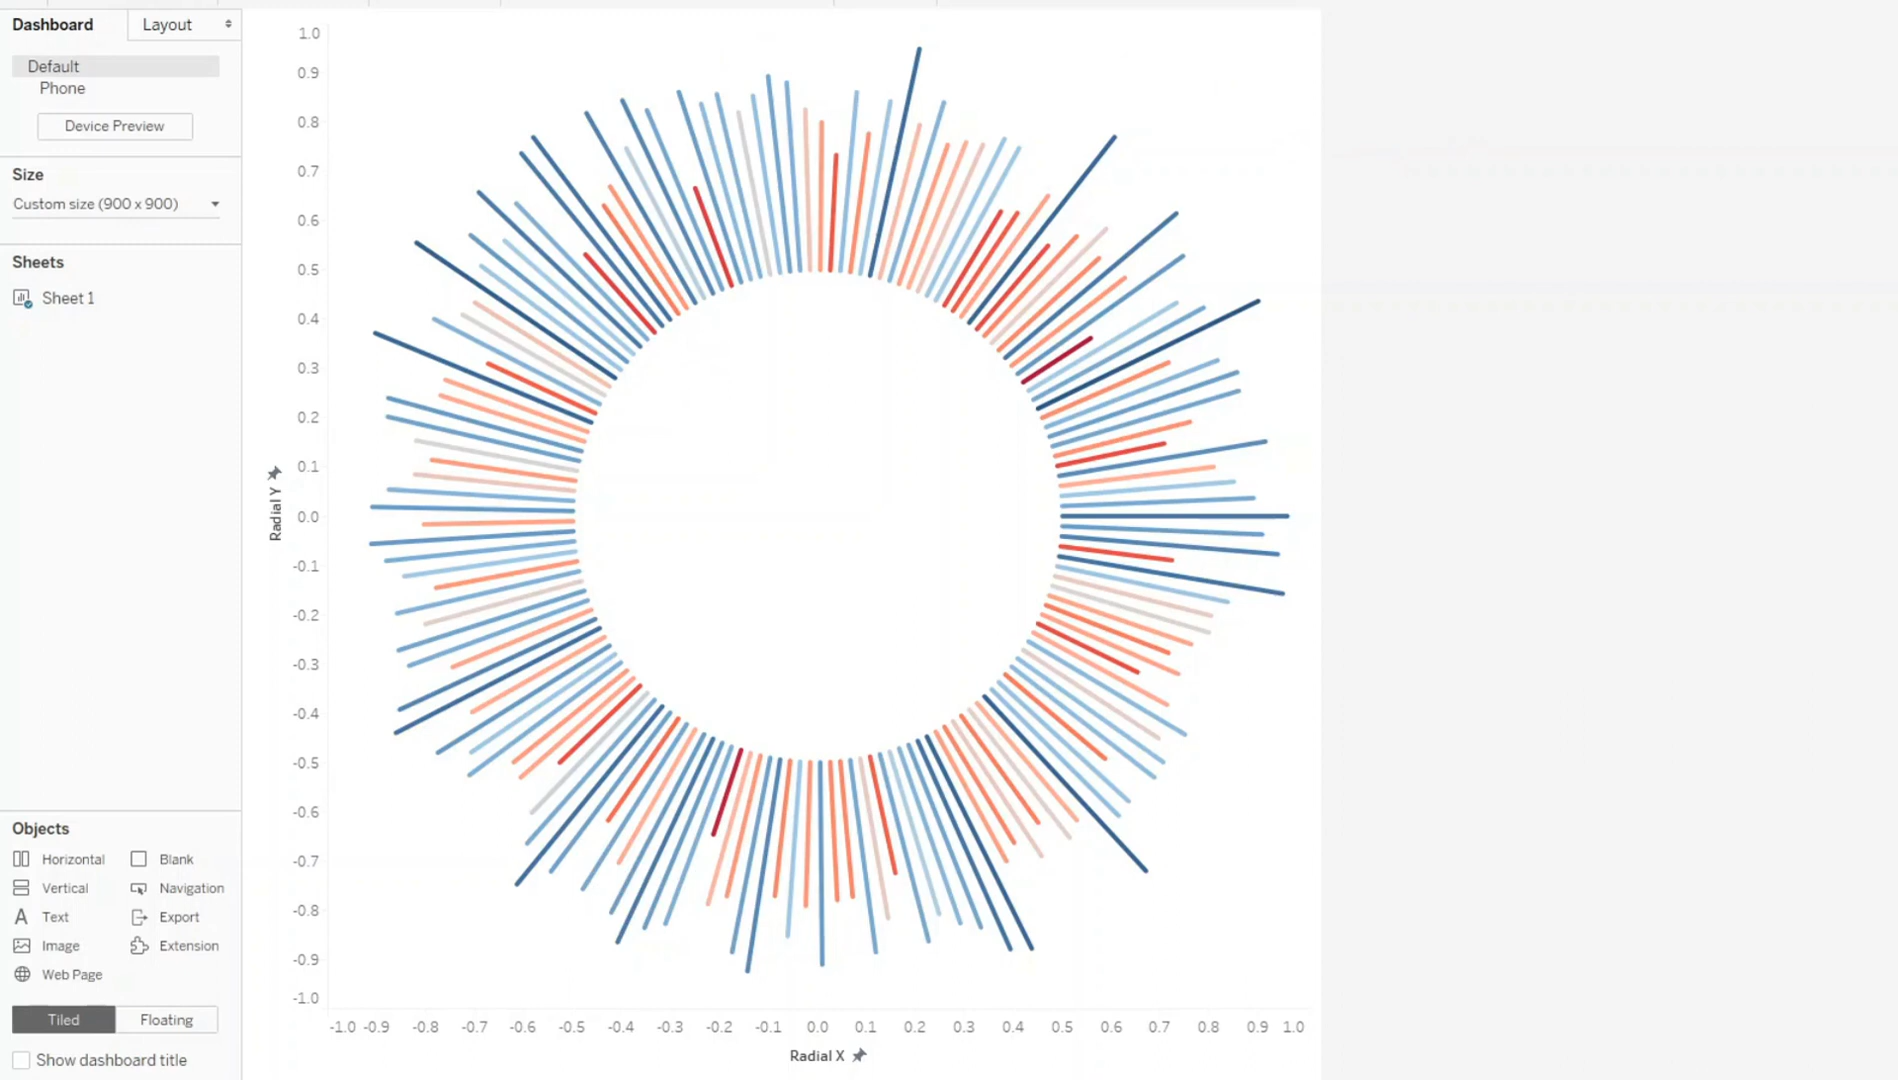 Dashboard
Layout
Default
Phone
Device Preview
Size
Custom size (900 x 900)
Sheets
Sheet 1
Objects
Horizontal
Blank
Vertical
Navigation
Text
Export
Image
Extension
Web Page
Tiled
Floating
Show dashboard title
1.0
0.9
0.8
0.7
0.6
0.5
0.4
0.3
0.2
0.1
0.0
-0.1
-0.2
-0.3
-0.4
-0.5
-0.6
-0.7
-0.8
-0.9
-1.0
Radial Y
-1.0 -0.9 -0.8 -0.7 -0.6 -0.5 -0.4 -0.3 -0.2 -0.1 0.0 0.1 0.2 0.3 0.4 0.5 0.6 0.7 0.8 0.9 1.0
Radial X